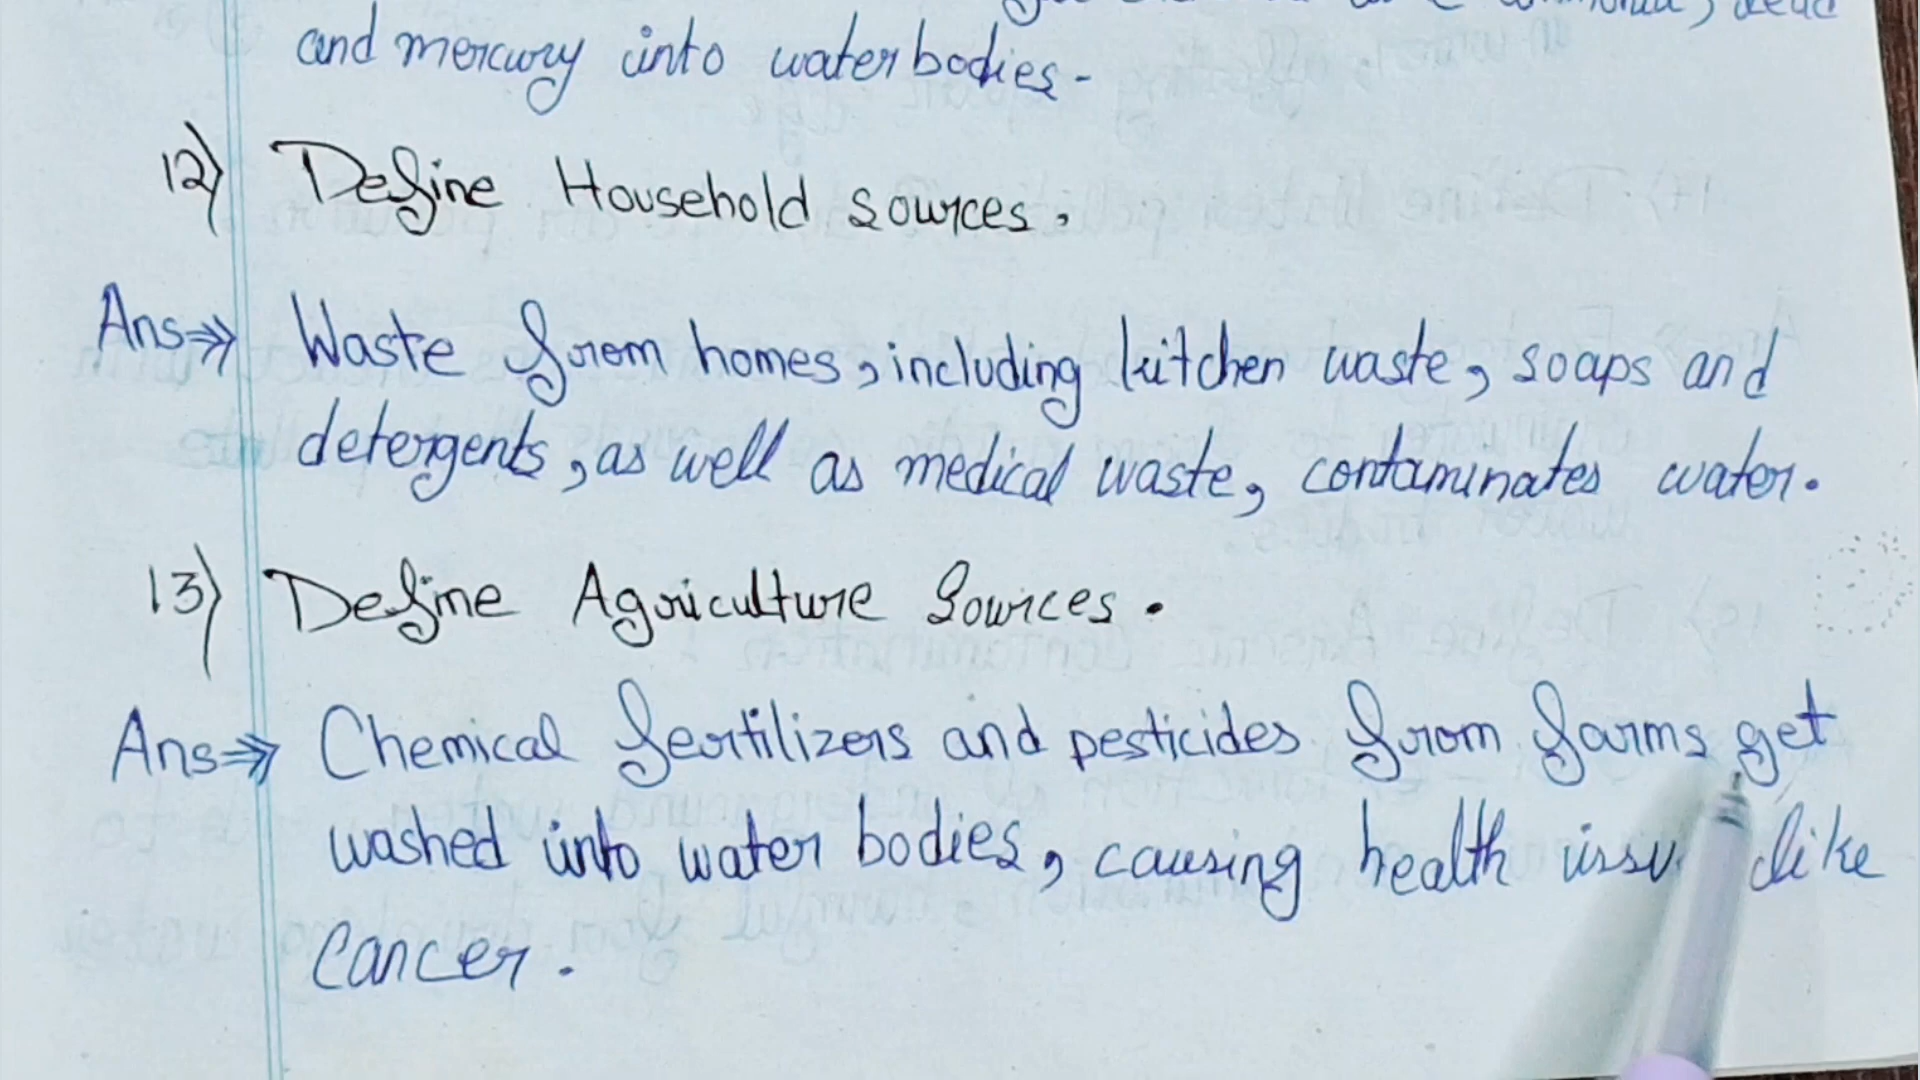 and mercury into water bodies-
12) Define Household sources.
Ans⇒ Waste from homes, including kitchen waste, soaps and
detergents, as well as medical waste, contaminates water.
13) Define Agriculture Sources.
Ans⇒ Chemical fertilizers and pesticides from farms get
washed into water bodies, causing health like
Cancer.